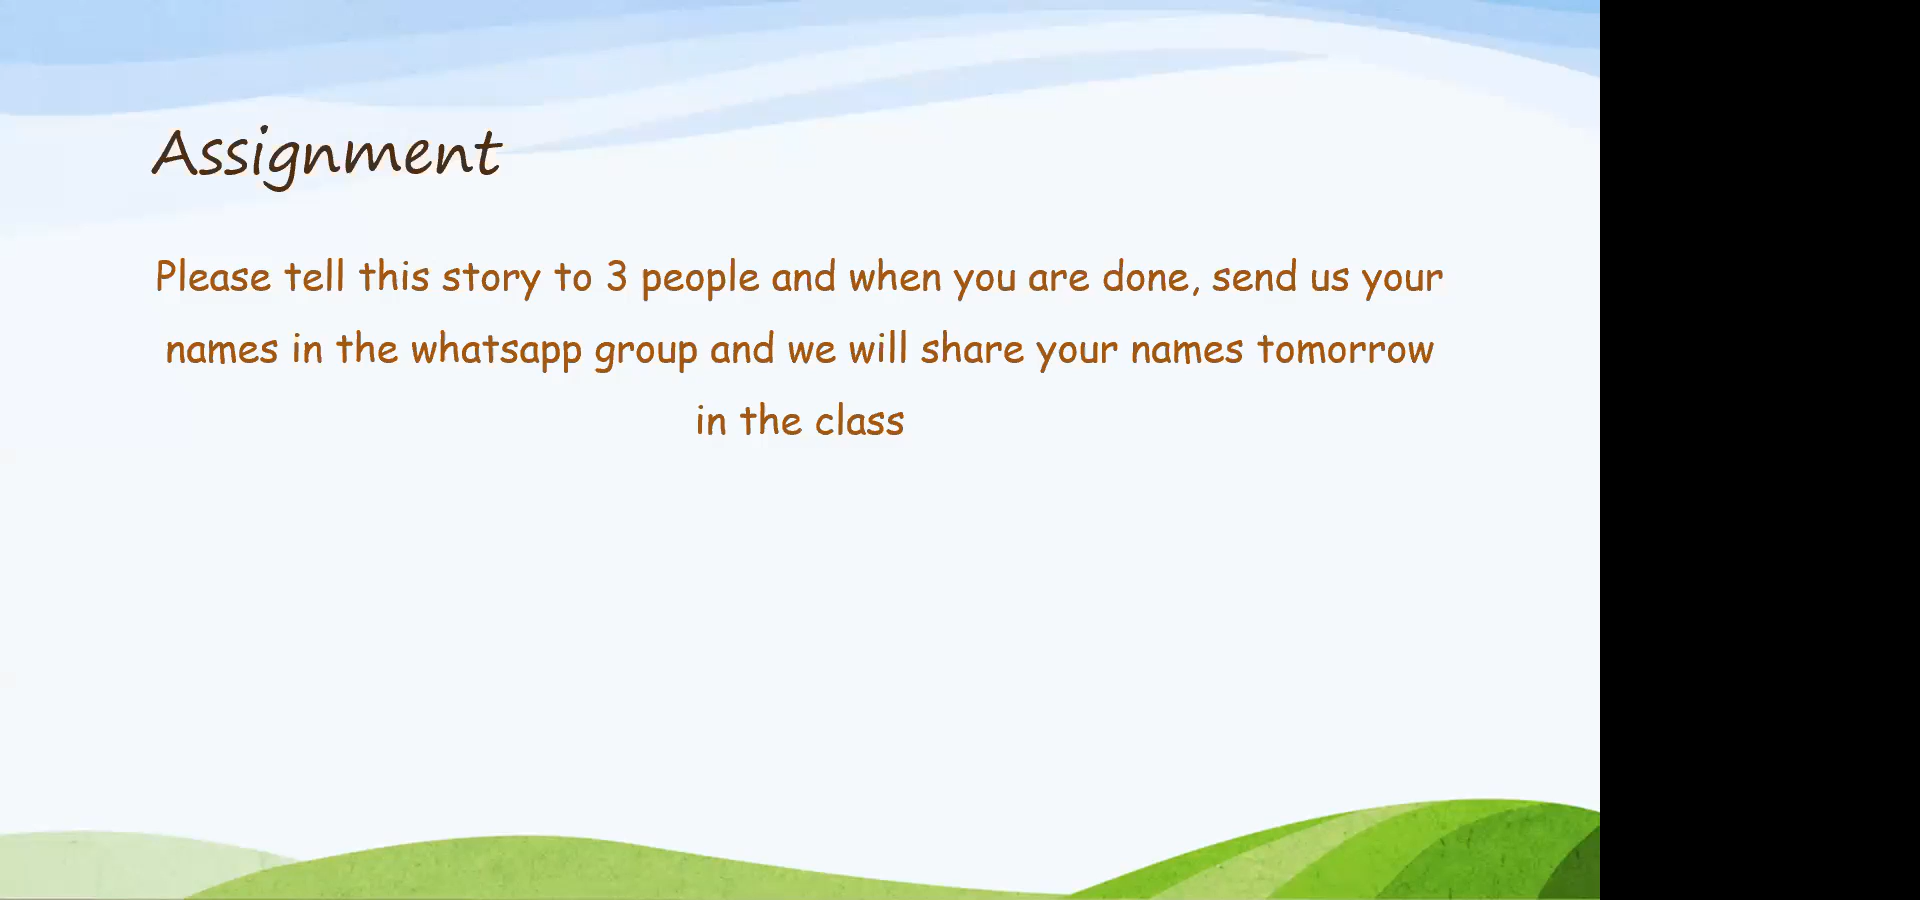 Assignment
Please tell this story to 3 people and when you are done, send us your
names in the whatsapp group and we will share your names tomorrow
in the class